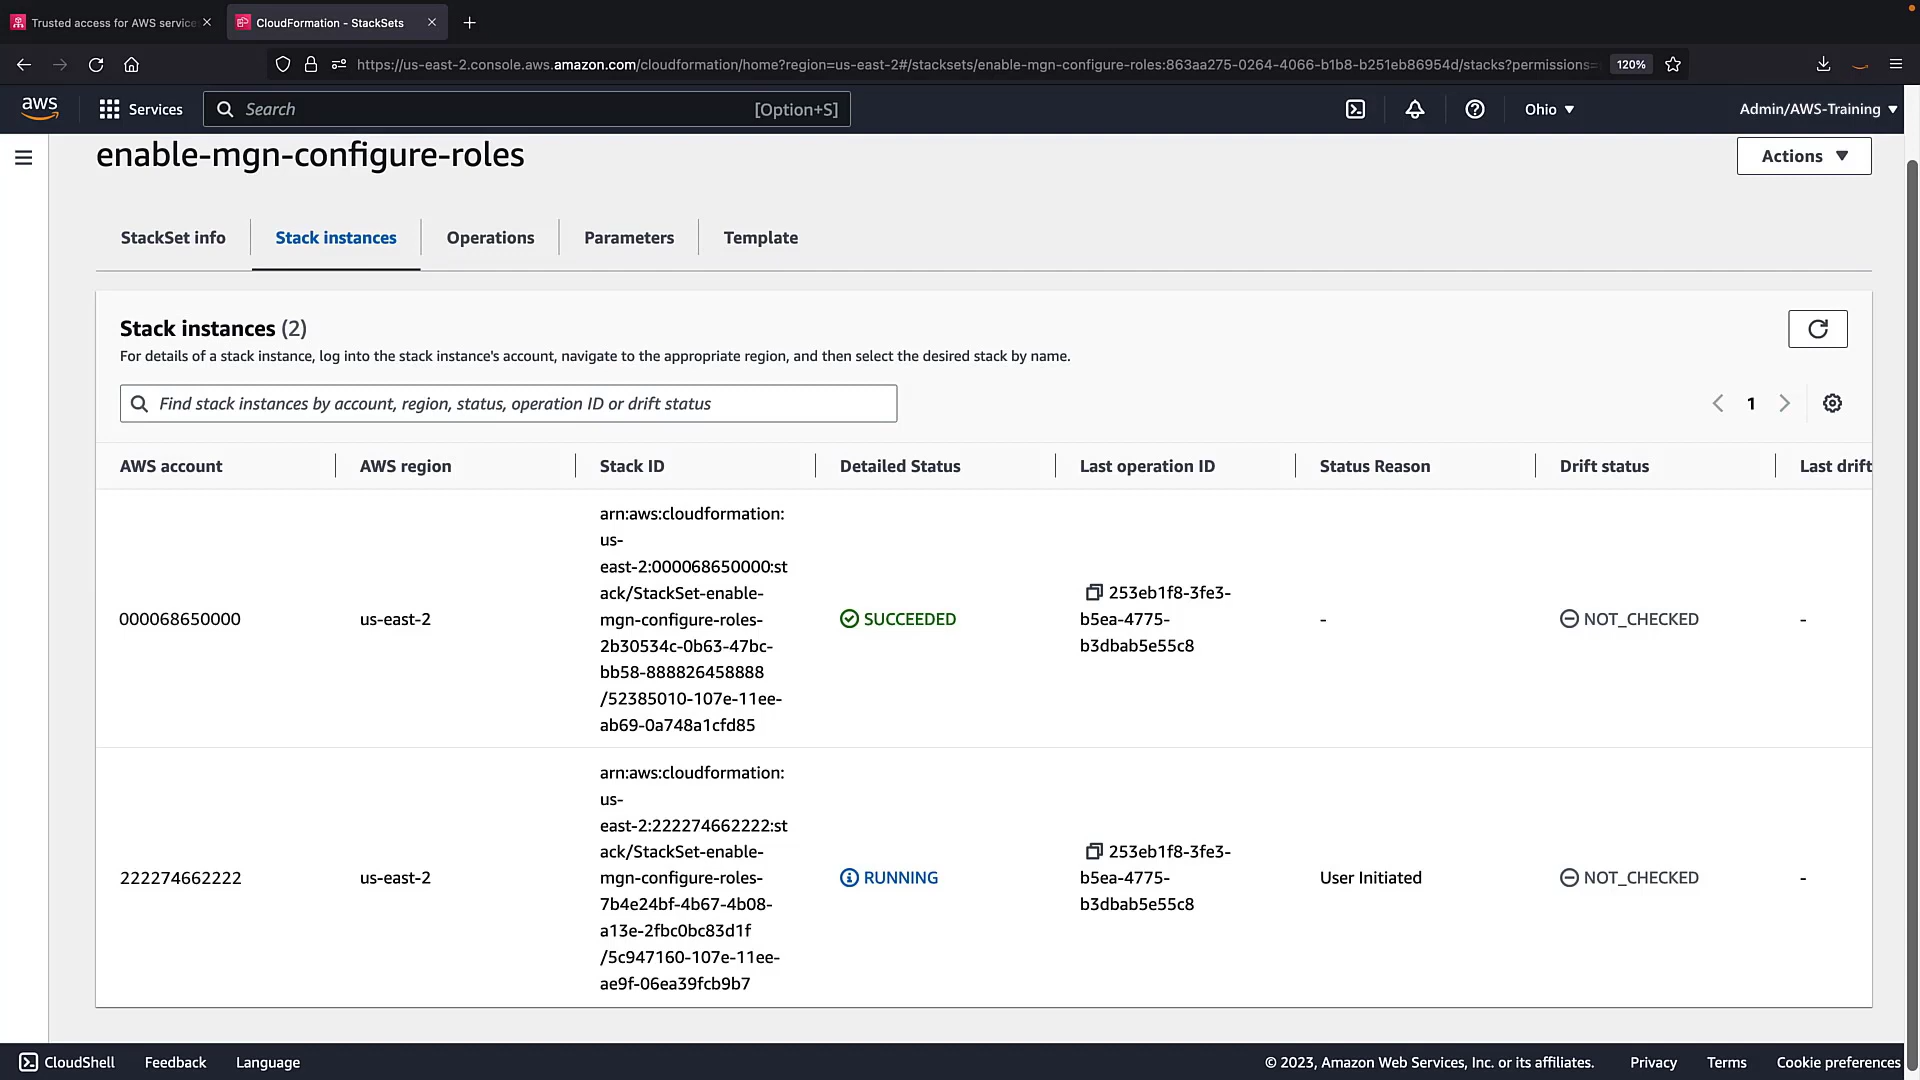 Trusted access for AWS service
CloudFormation - StackSets
https://us-east-2.console.aws.amazon.com/cloudformation/home?region=us-east-2#/stacksets/enable-mgn-configure-roles:863aa275-0264-4066-b1b8-b251eb86954d/stacks?permissions=
120%
aws
Services
Search
[Option+S]
Ohio
Admin/AWS-Training
enable-mgn-configure-roles
Actions
StackSet info
Stack instances
Operations
Parameters
Template
Stack instances (2)
For details of a stack instance, log into the stack instance's account, navigate to the appropriate region, and then select the desired stack by name.
Find stack instances by account, region, status, operation ID or drift status
1
AWS account
AWS region
Stack ID
Detailed Status
Last operation ID
Status Reason
Drift status
Last drift
000068650000
us-east-2
arn:aws:cloudformation:
us-
east-2:000068650000:st
ack/StackSet-enable-
mgn-configure-roles-
2b30534c-0b63-47bc-
bb58-888826458888
/52385010-107e-11ee-
ab69-0a748a1cfd85
SUCCEEDED
253eb1f8-3fe3-
b5ea-4775-
b3dbab5e55c8
-
NOT_CHECKED
-
222274662222
us-east-2
arn:aws:cloudformation:
us-
east-2:222274662222:st
ack/StackSet-enable-
mgn-configure-roles-
7b4e24bf-4b67-4b08-
a13e-2fbc0bc83d1f
/5c947160-107e-11ee-
ae9f-06ea39fcb9b7
RUNNING
253eb1f8-3fe3-
b5ea-4775-
b3dbab5e55c8
User Initiated
NOT_CHECKED
-
CloudShell
Feedback
Language
© 2023, Amazon Web Services, Inc. or its affiliates.
Privacy
Terms
Cookie preferences